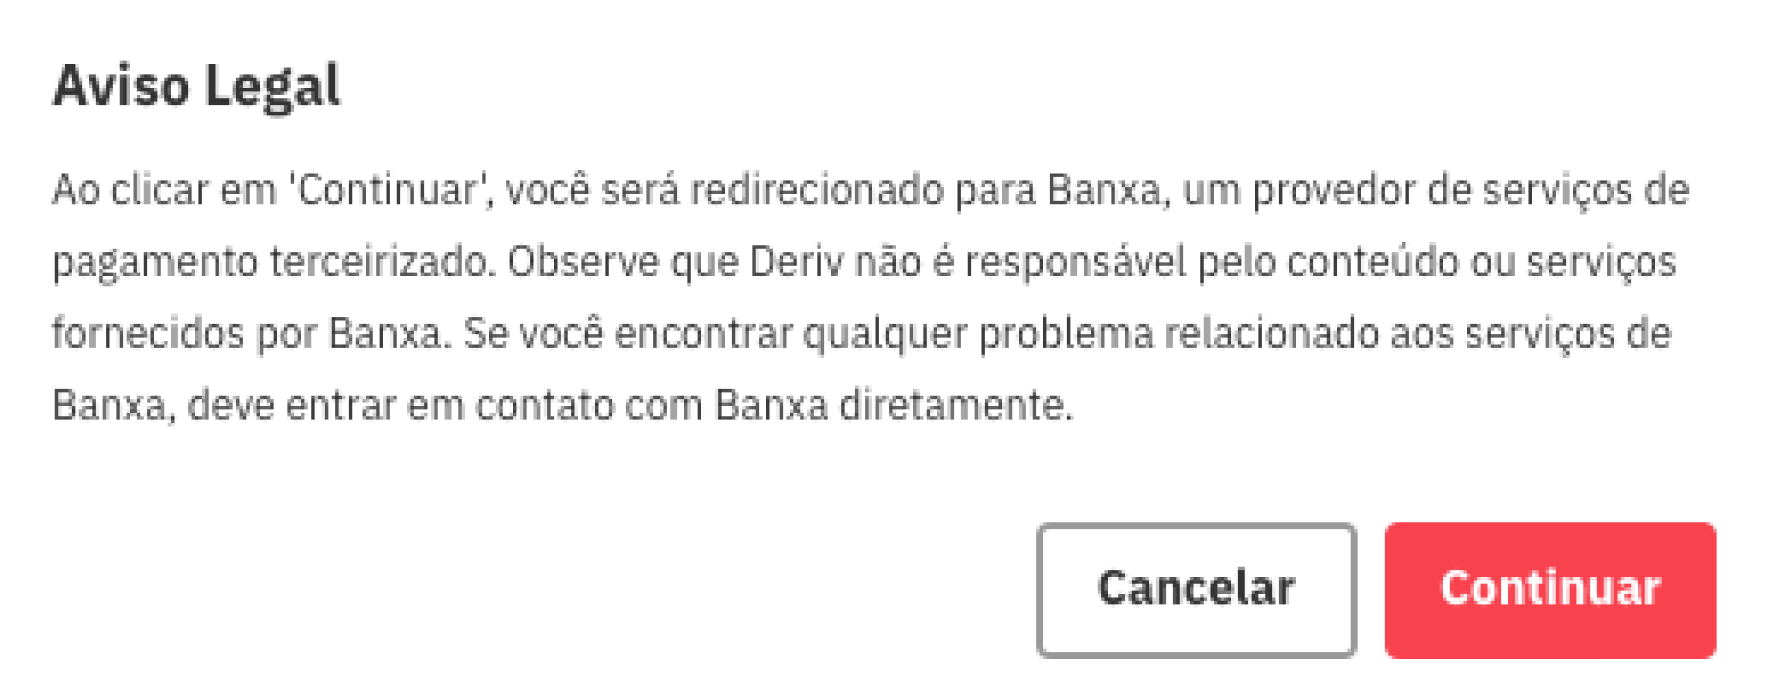 Aviso Legal
Ao clicar em 'Continuar', você será redirecionado para Banxa, um provedor de serviços de
pagamento terceirizado. Observe que Deriv não é responsável pelo conteúdo ou serviços
fornecidos por Banxa. Se você encontrar qualquer problema relacionado aos serviços de
Banxa, deve entrar em contato com Banxa diretamente.
Cancelar
Continuar